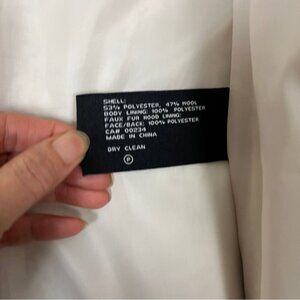 SHELL:
53% POLYESTER, 47% WOOL
BODY LINING: 100% POLYESTER
FAUX FUR HOOD LINING:
FACE/BACK: 100% POLYESTER
CA# 00234
MADE IN CHINA
DRY CLEAN
P